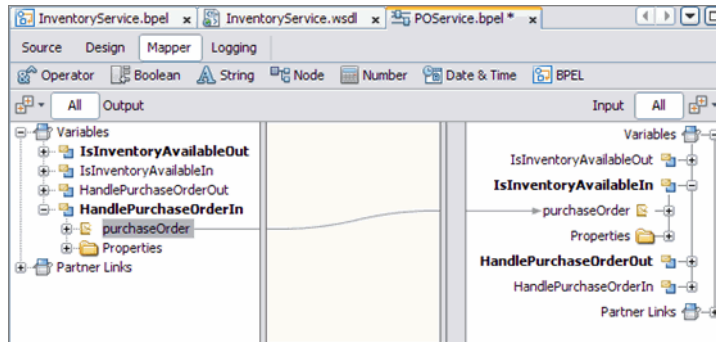 InventoryService.bpel x InventoryService.wsdl x POService.bpel * x
Source Design Mapper Logging
Operator Boolean String Node Number Date & Time BPEL
All Output Input All
Variables
IsInventoryAvailableOut
IsInventoryAvailableIn
HandlePurchaseOrderOut
HandlePurchaseOrderIn
purchaseOrder
Properties
Partner Links
Variables
IsInventoryAvailableOut
IsInventoryAvailableIn
purchaseOrder
Properties
HandlePurchaseOrderOut
HandlePurchaseOrderIn
Partner Links